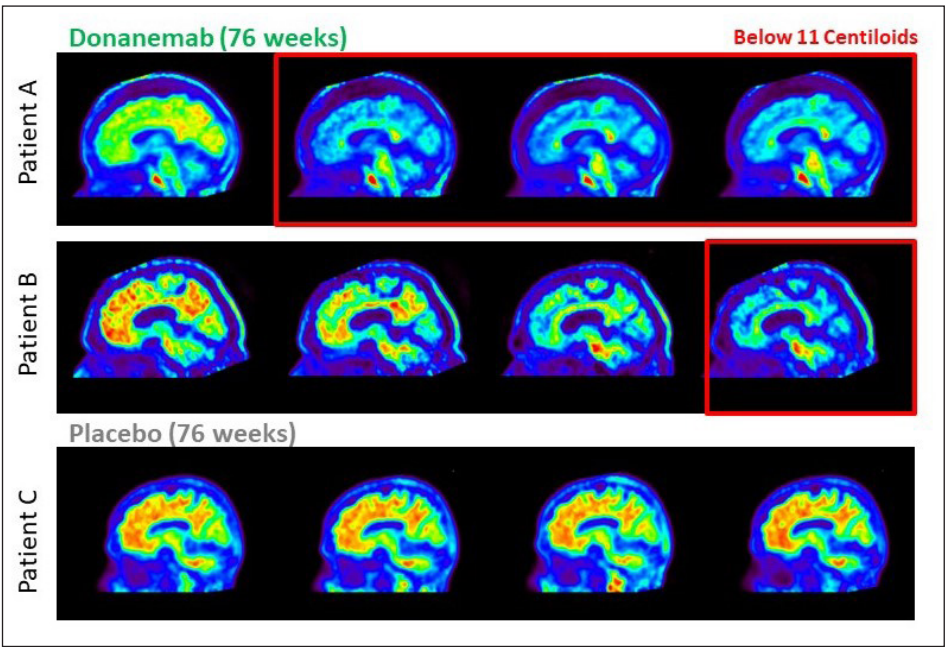 Donanemab (76 weeks)
Below 11 Centiloids
Patient A
Patient B
Placebo (76 weeks)
Patient C